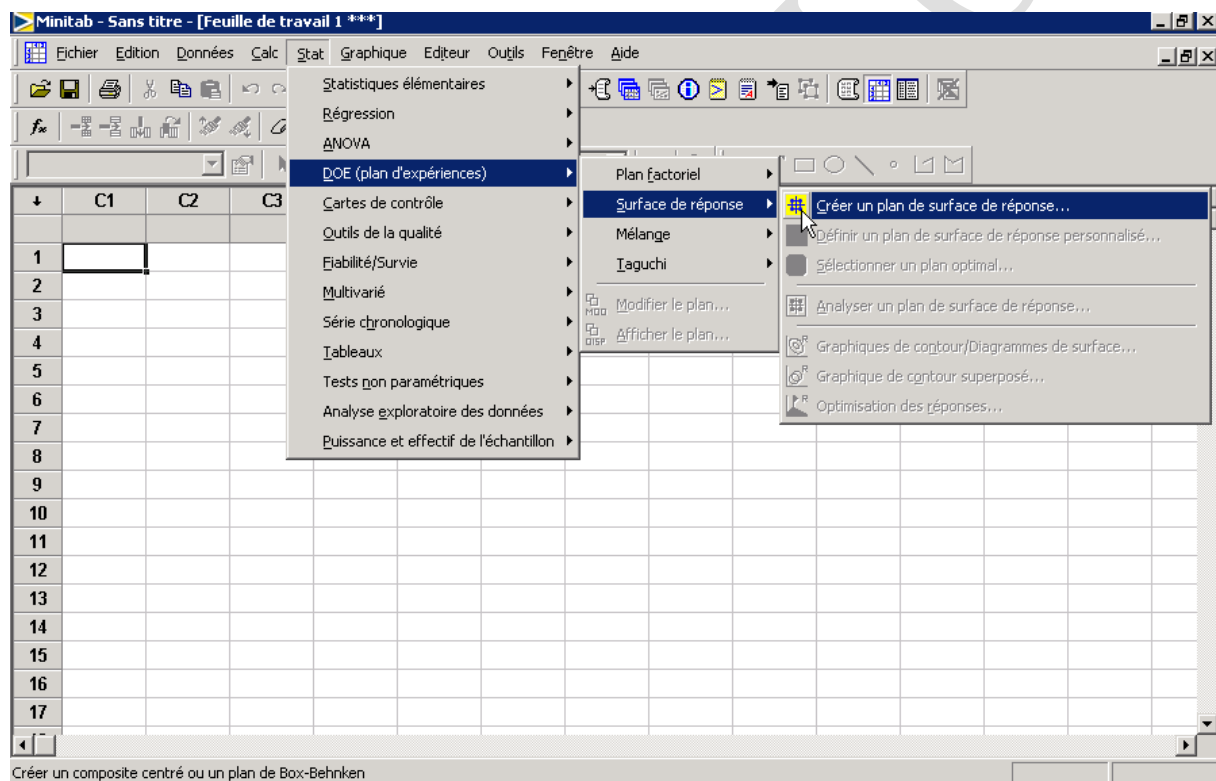 Minitab - Sans titre - [Feuille de travail 1 ***]
Fichier Edition Données Calc Stat Graphique Editeur Outils Fenêtre Aide
Statistiques élémentaires
Régression
ANOVA
DOE (plan d'expériences)
Cartes de contrôle
Outils de la qualité
Fiabilité/Survie
Multivarié
Série chronologique
Tableaux
Tests non paramétriques
Analyse exploratoire des données
Puissance et effectif de l'échantillon
Plan factoriel
Surface de réponse
Mélange
Taguchi
Modifier le plan...
Afficher le plan...
Créer un plan de surface de réponse...
Définir un plan de surface de réponse personnalisé...
Sélectionner un plan optimal...
Analyser un plan de surface de réponse...
Graphiques de contour/Diagrammes de surface...
Graphique de contour superposé...
Optimisation des réponses...
C1 C2 C3
1
2
3
4
5
6
7
8
9
10
11
12
13
14
15
16
17
Créer un composite centré ou un plan de Box-Behnken